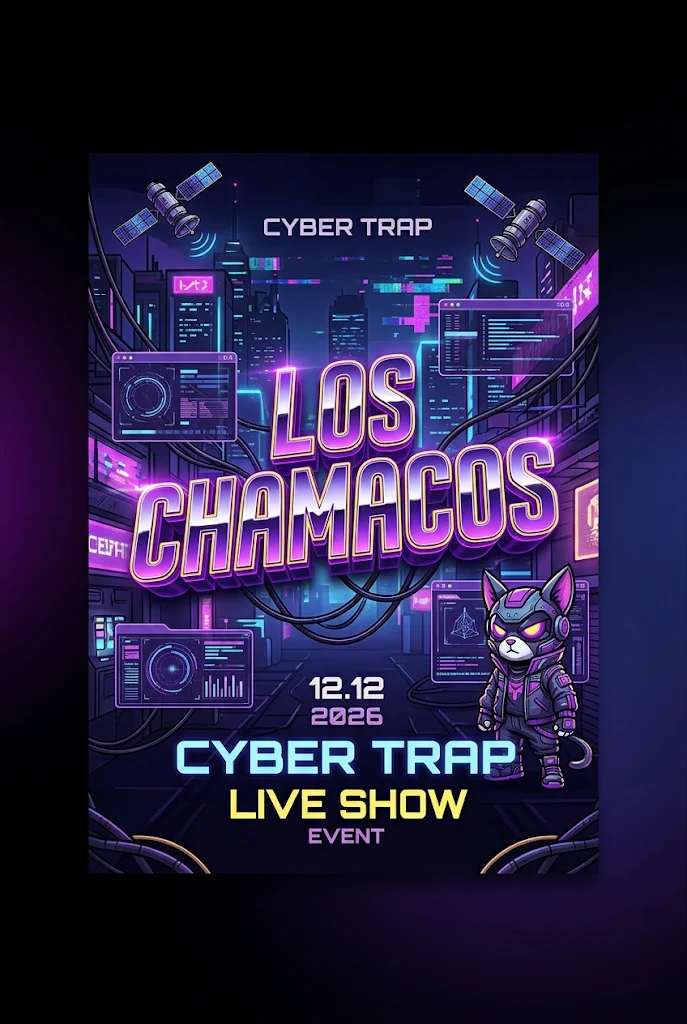 CYBER TRAP
LOS
CHAMACOS
12.12
2026
CYBER TRAP
LIVE SHOW
EVENT